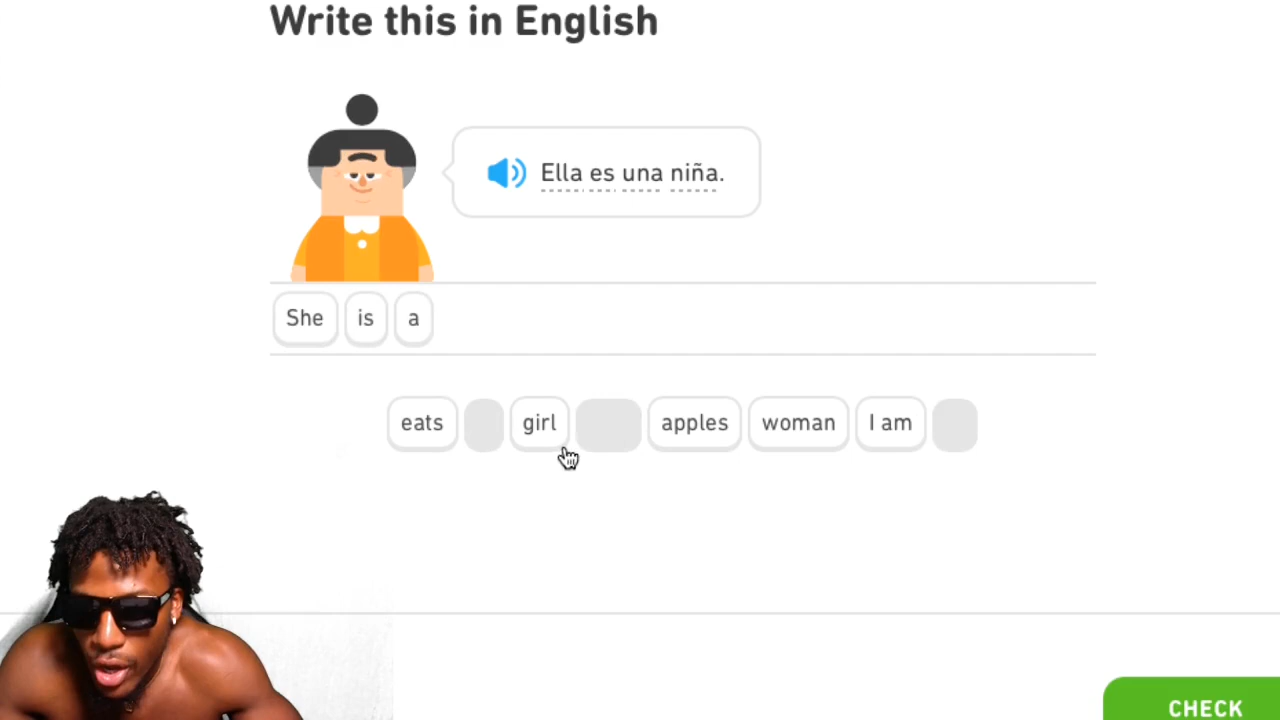 Write this in English
Ella es una niña.
She is a
eats girl apples woman I am
CHECK